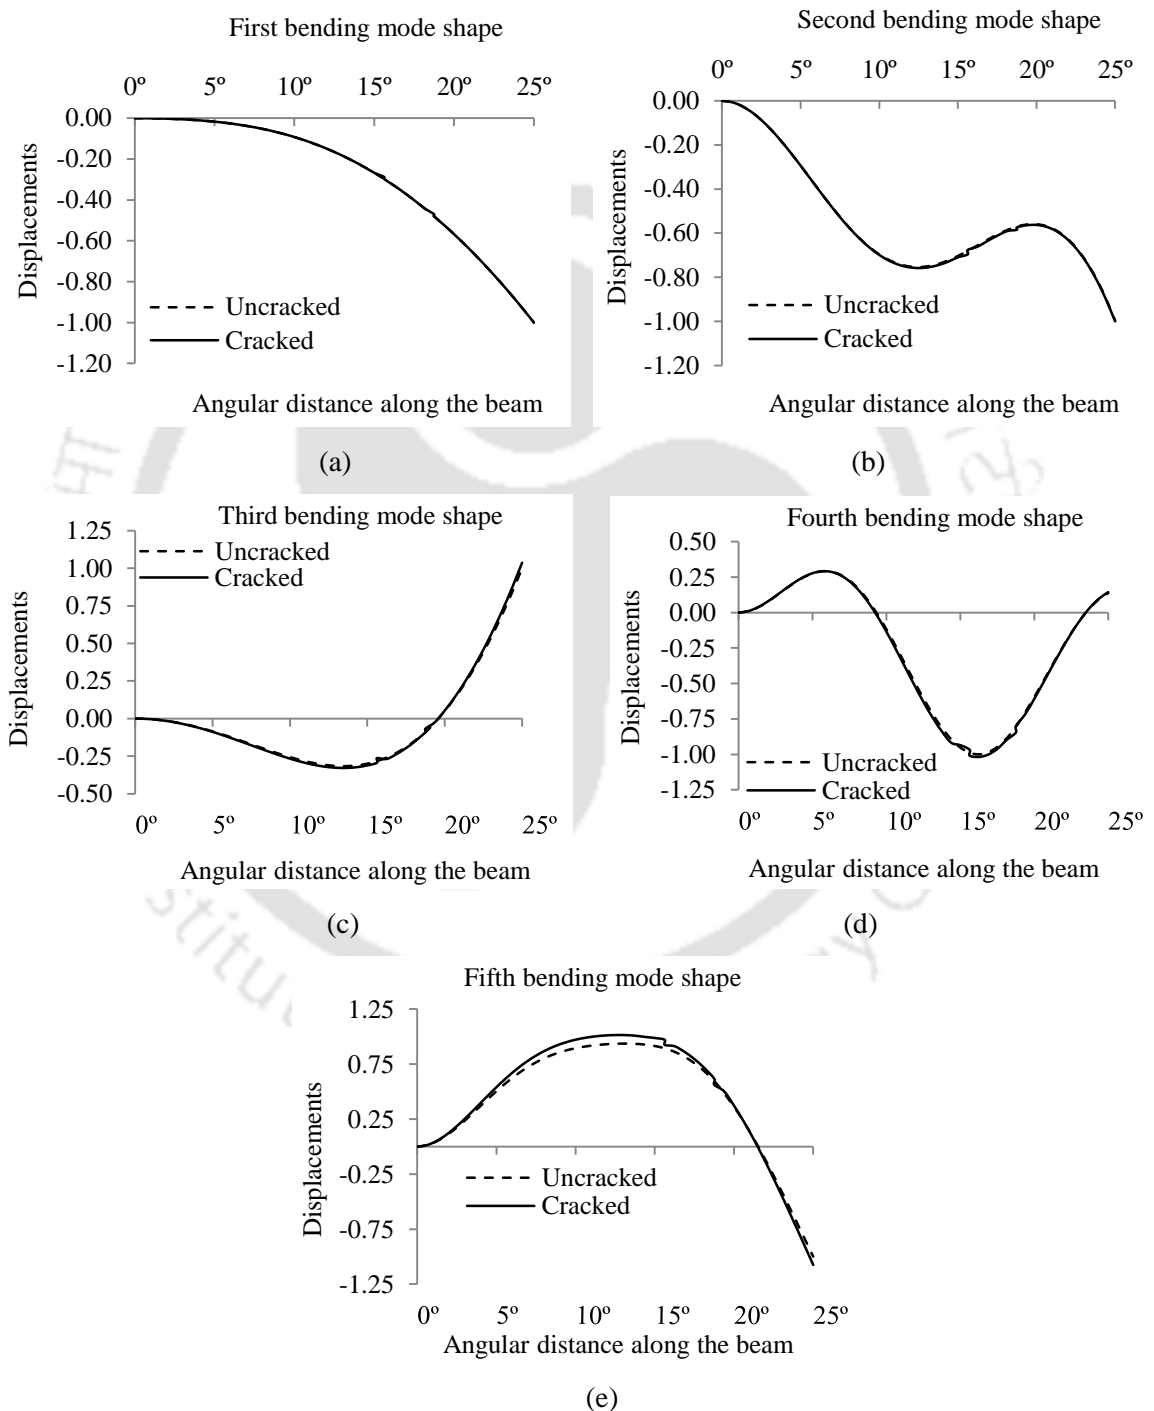 First bending mode shape
0º 5º 10º 15º 20º 25º
0.00
-0.20
-0.40
-0.60
-0.80
-1.00
-1.20
Displacements
Uncracked
Cracked
Angular distance along the beam
(a)
Second bending mode shape
0º 5º 10º 15º 20º 25º
0.00
-0.20
-0.40
-0.60
-0.80
-1.00
-1.20
Displacements
Uncracked
Cracked
Angular distance along the beam
(b)
Third bending mode shape
1.25
1.00
0.75
0.50
0.25
0.00
-0.25
-0.50
Displacements
Uncracked
Cracked
0º 5º 10º 15º 20º 25º
Angular distance along the beam
(c)
Fourth bending mode shape
0.50
0.25
0.00
-0.25
-0.50
-0.75
-1.00
-1.25
Displacements
Uncracked
Cracked
0º 5º 10º 15º 20º 25º
Angular distance along the beam
(d)
Fifth bending mode shape
1.25
0.75
0.25
-0.25
-0.75
-1.25
Displacements
Uncracked
Cracked
0º 5º 10º 15º 20º 25º
Angular distance along the beam
(e)